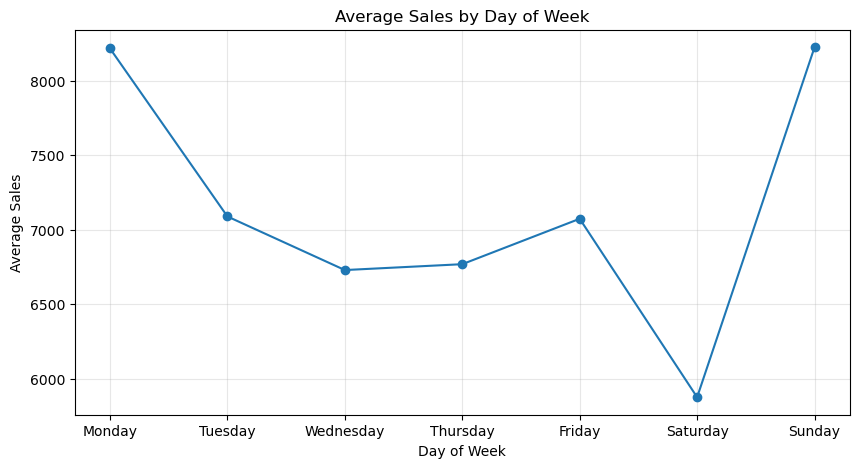 Average Sales by Day of Week
Average Sales
8000
7500
7000
6500
6000
Monday Tuesday Wednesday Thursday Friday Saturday Sunday
Day of Week